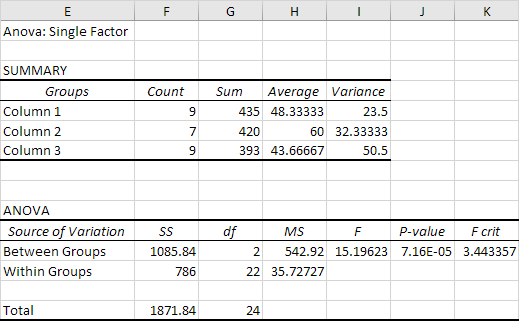 E F G H I J K
Anova: Single Factor
SUMMARY
Groups Count Sum Average Variance
Column 1 9 435 48.33333 23.5
Column 2 7 420 60 32.33333
Column 3 9 393 43.66667 50.5
ANOVA
Source of Variation SS df MS F P-value F crit
Between Groups 1085.84 2 542.92 15.19623 7.16E-05 3.443357
Within Groups 786 22 35.72727
Total 1871.84 24